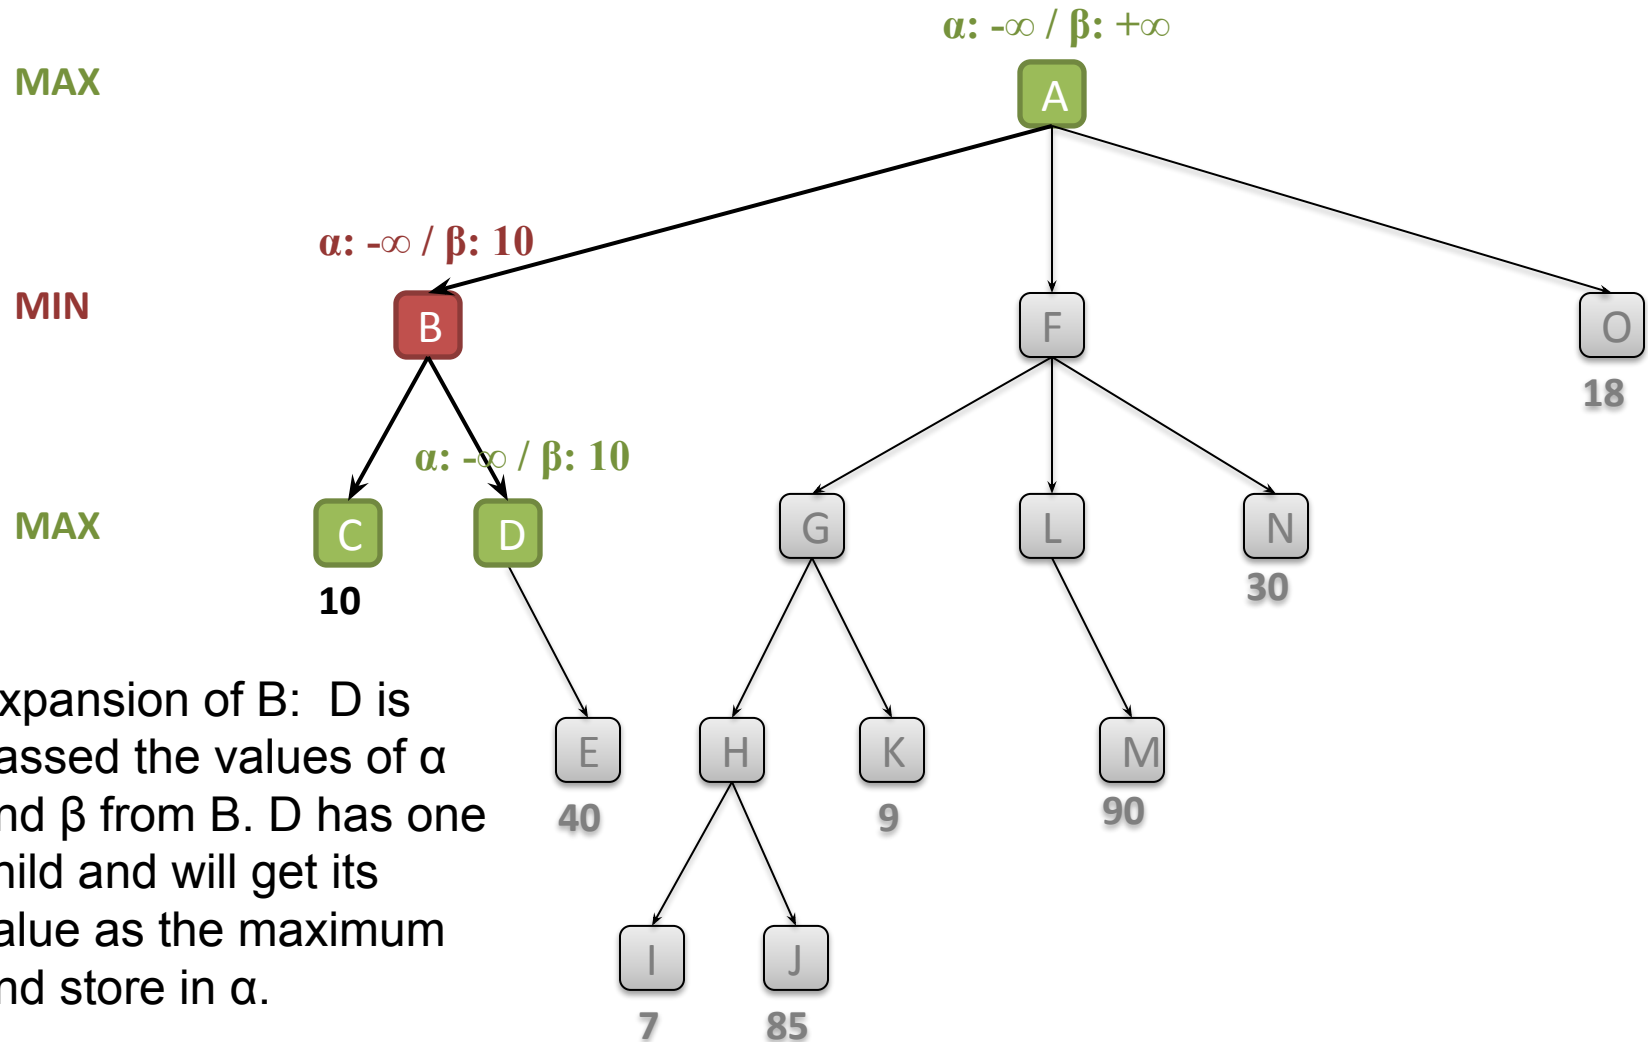 α: -∞ / β: +∞
MAX
A
α: -∞ / β: 10
MIN
B
F
O
18
α: -∞ / β: 10
MAX
C
D
G
L
N
10
30
xpansion of B: D is
assed the values of α
nd β from B. D has one
hild and will get its
alue as the maximum
nd store in α.
E
H
K
M
40
9
90
I
J
7
85